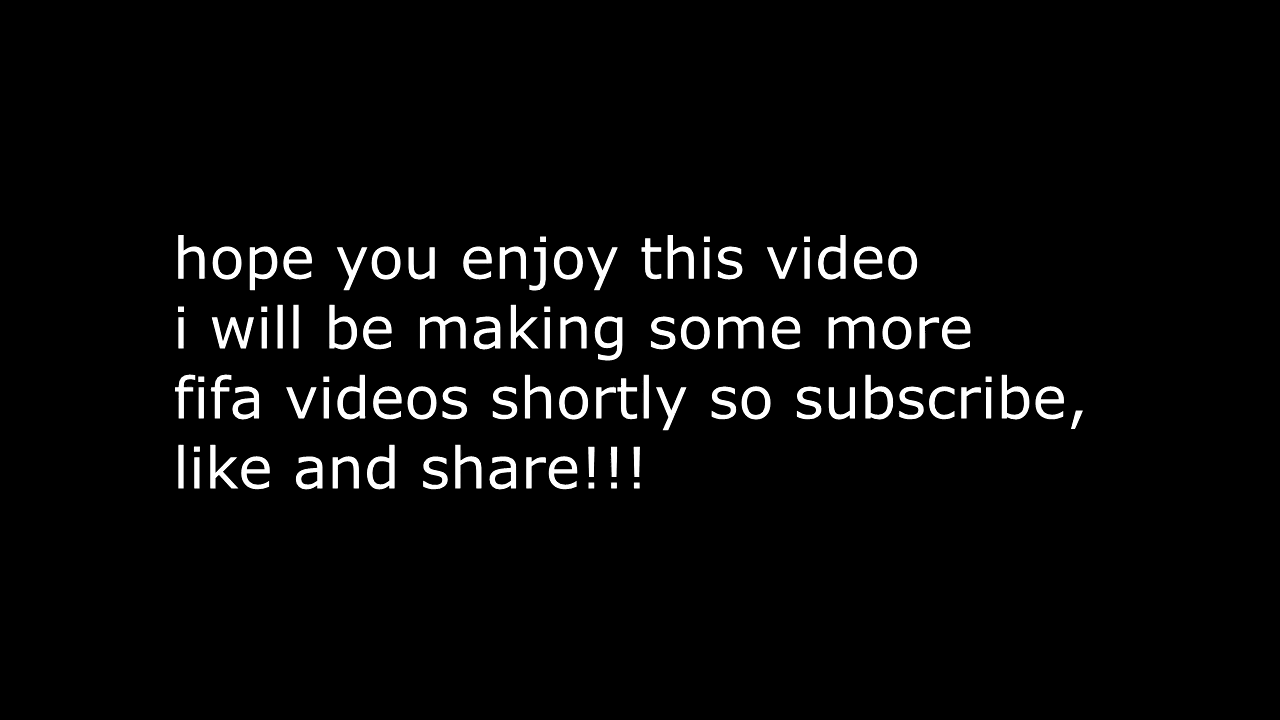 hope you enjoy this video
i will be making some more
fifa videos shortly so subscribe,
like and share!!!